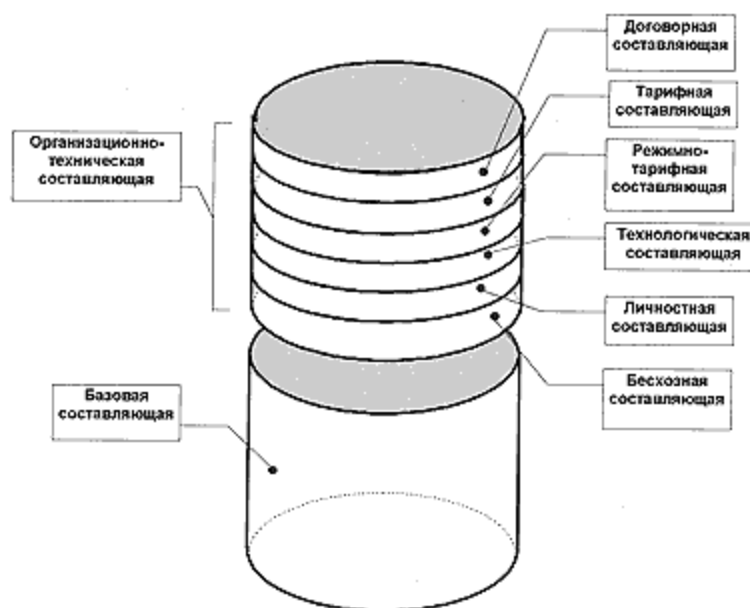 Договорная
составляющая
Тарифная
составляющая
Организационно-
техническая
составляющая
Режимно-
тарифная
составляющая
Технологическая
составляющая
Личностная
составляющая
Базовая
составляющая
Бесхозная
составляющая